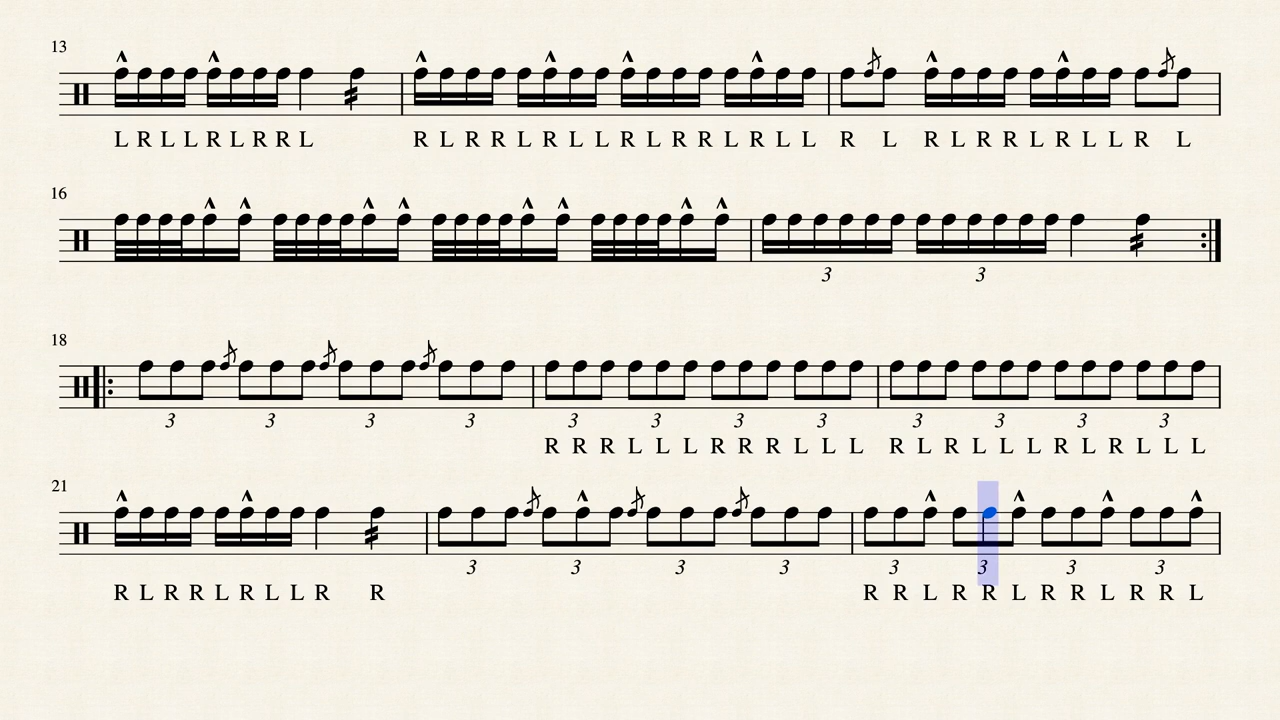 13
L R L L R L R R L R L R R L R L L R L R R L R L L R L R L R R L R L L R L
16
3 3
18
3 3 3 3 3 3 3 3 3 3 3 3
R R R L L L R R R L L L R L R L L L R L R L L L
21
3 3 3 3 3 3 3 3
R L R R L R L L R R R R L R R L R R L R R L